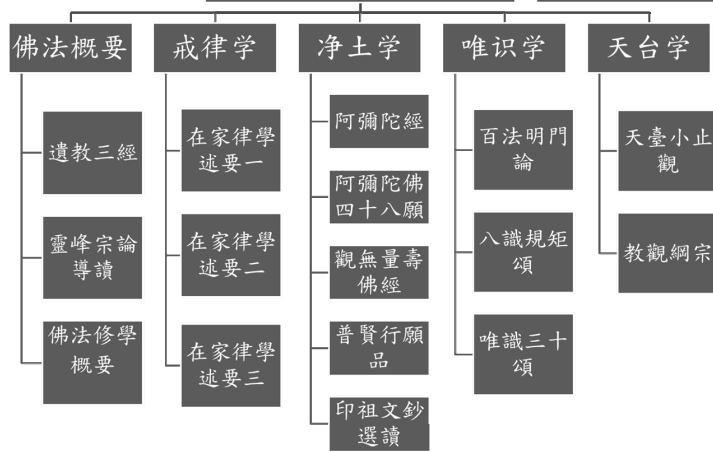 佛法概要
戒律学
净土学
唯识学
天台学
遺教三經
靈峰宗論
導讀
佛法修學
概要
在家律學
述要一
在家律學
述要二
在家律學
述要三
阿彌陀經
阿彌陀佛
四十八願
觀無量壽
佛經
普賢行願
品
印祖文鈔
選讀
百法明門
論
八識規矩
頌
唯識三十
頌
天臺小止
觀
教觀綱宗